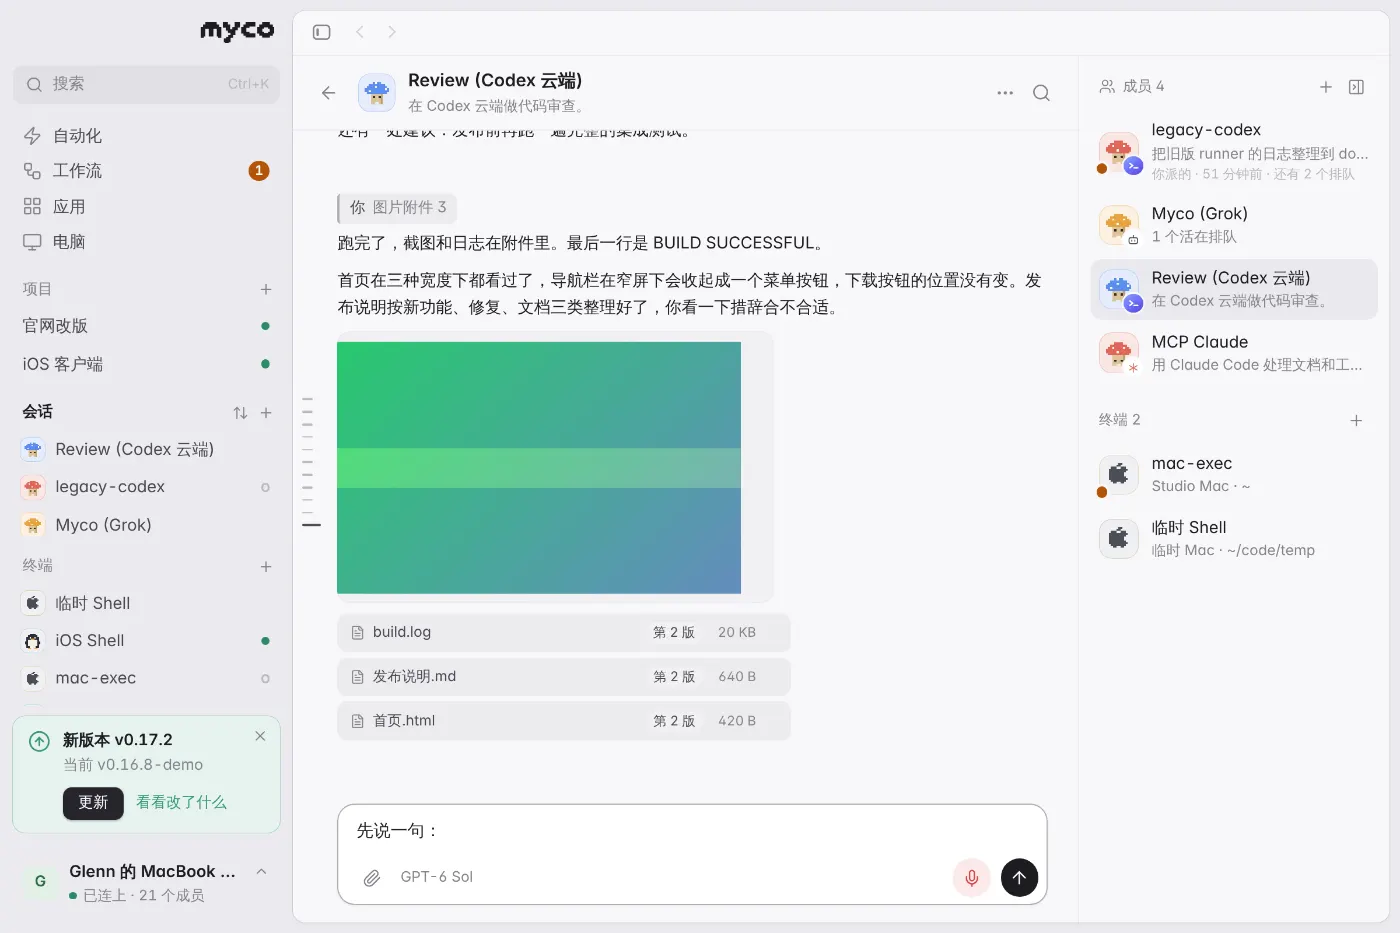 myco
搜索
Ctrl+K
自动化
工作流
1
应用
电脑
项目
官网改版
iOS 客户端
会话
Review (Codex 云端)
legacy-codex
Myco (Grok)
终端
临时 Shell
iOS Shell
mac-exec
新版本 v0.17.2
当前 v0.16.8-demo
更新
看看改了什么
G
Glenn 的 MacBook ...
已连上 · 21 个成员
Review (Codex 云端)
在 Codex 云端做代码审查。
你 图片附件 3
跑完了，截图和日志在附件里。最后一行是 BUILD SUCCESSFUL。
首页在三种宽度下都看过了，导航栏在窄屏下会收起成一个菜单按钮，下载按钮的位置没有变。发
布说明按新功能、修复、文档三类整理好了，你看一下措辞合不合适。
build.log 第 2 版 20 KB
发布说明.md 第 2 版 640 B
首页.html 第 2 版 420 B
先说一句：
GPT-6 Sol
成员 4
legacy-codex
把旧版 runner 的日志整理到 do...
你派的 · 51 分钟前 · 还有 2 个排队
Myco (Grok)
1 个活在排队
Review (Codex 云端)
在 Codex 云端做代码审查。
MCP Claude
用 Claude Code 处理文档和工...
终端 2
mac-exec
Studio Mac · ~
临时 Shell
临时 Mac · ~/code/temp